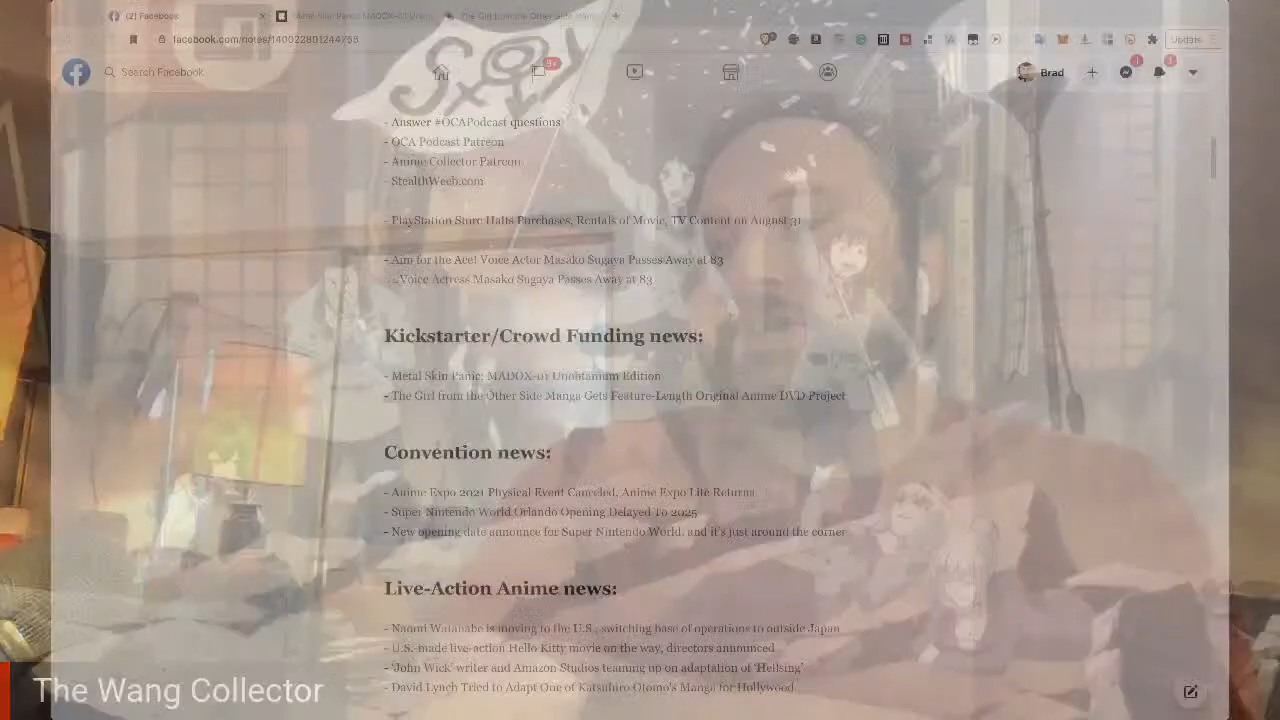 (2) Facebook
facebook.com/notes/140022801244758
Update
Search Facebook
9+
Brad
- Answer #OCAPodcast questions
- OCA Podcast Patreon
- Anime Collector Patreon
- StealthWeeb.com
- PlayStation Store Halts Purchases, Rentals of Movie, TV Content on August 31
- Aim for the Ace! Voice Actor Masako Sugaya Passes Away at 83
- Voice Actress Masako Sugaya Passes Away at 83
Kickstarter/Crowd Funding news:
- Metal Skin Panic: MADOX-01 Unobtanium Edition
- The Girl from the Other Side Manga Gets Feature-Length Original Anime DVD Project
Convention news:
- Anime Expo 2021 Physical Event Canceled, Anime Expo Lite Returns
- Super Nintendo World Orlando Opening Delayed To 2025
- New opening date announce for Super Nintendo World, and it's just around the corner
Live-Action Anime news:
- Naomi Watanabe is moving to the U.S., switching base of operations to outside Japan
- U.S.-made live-action Hello Kitty movie on the way, directors announced
- 'John Wick' writer and Amazon Studios teaming up on adaptation of 'Hellsing'
- David Lynch Tried to Adapt One of Katsuhiro Otomo's Manga for Hollywood
The Wang Collector